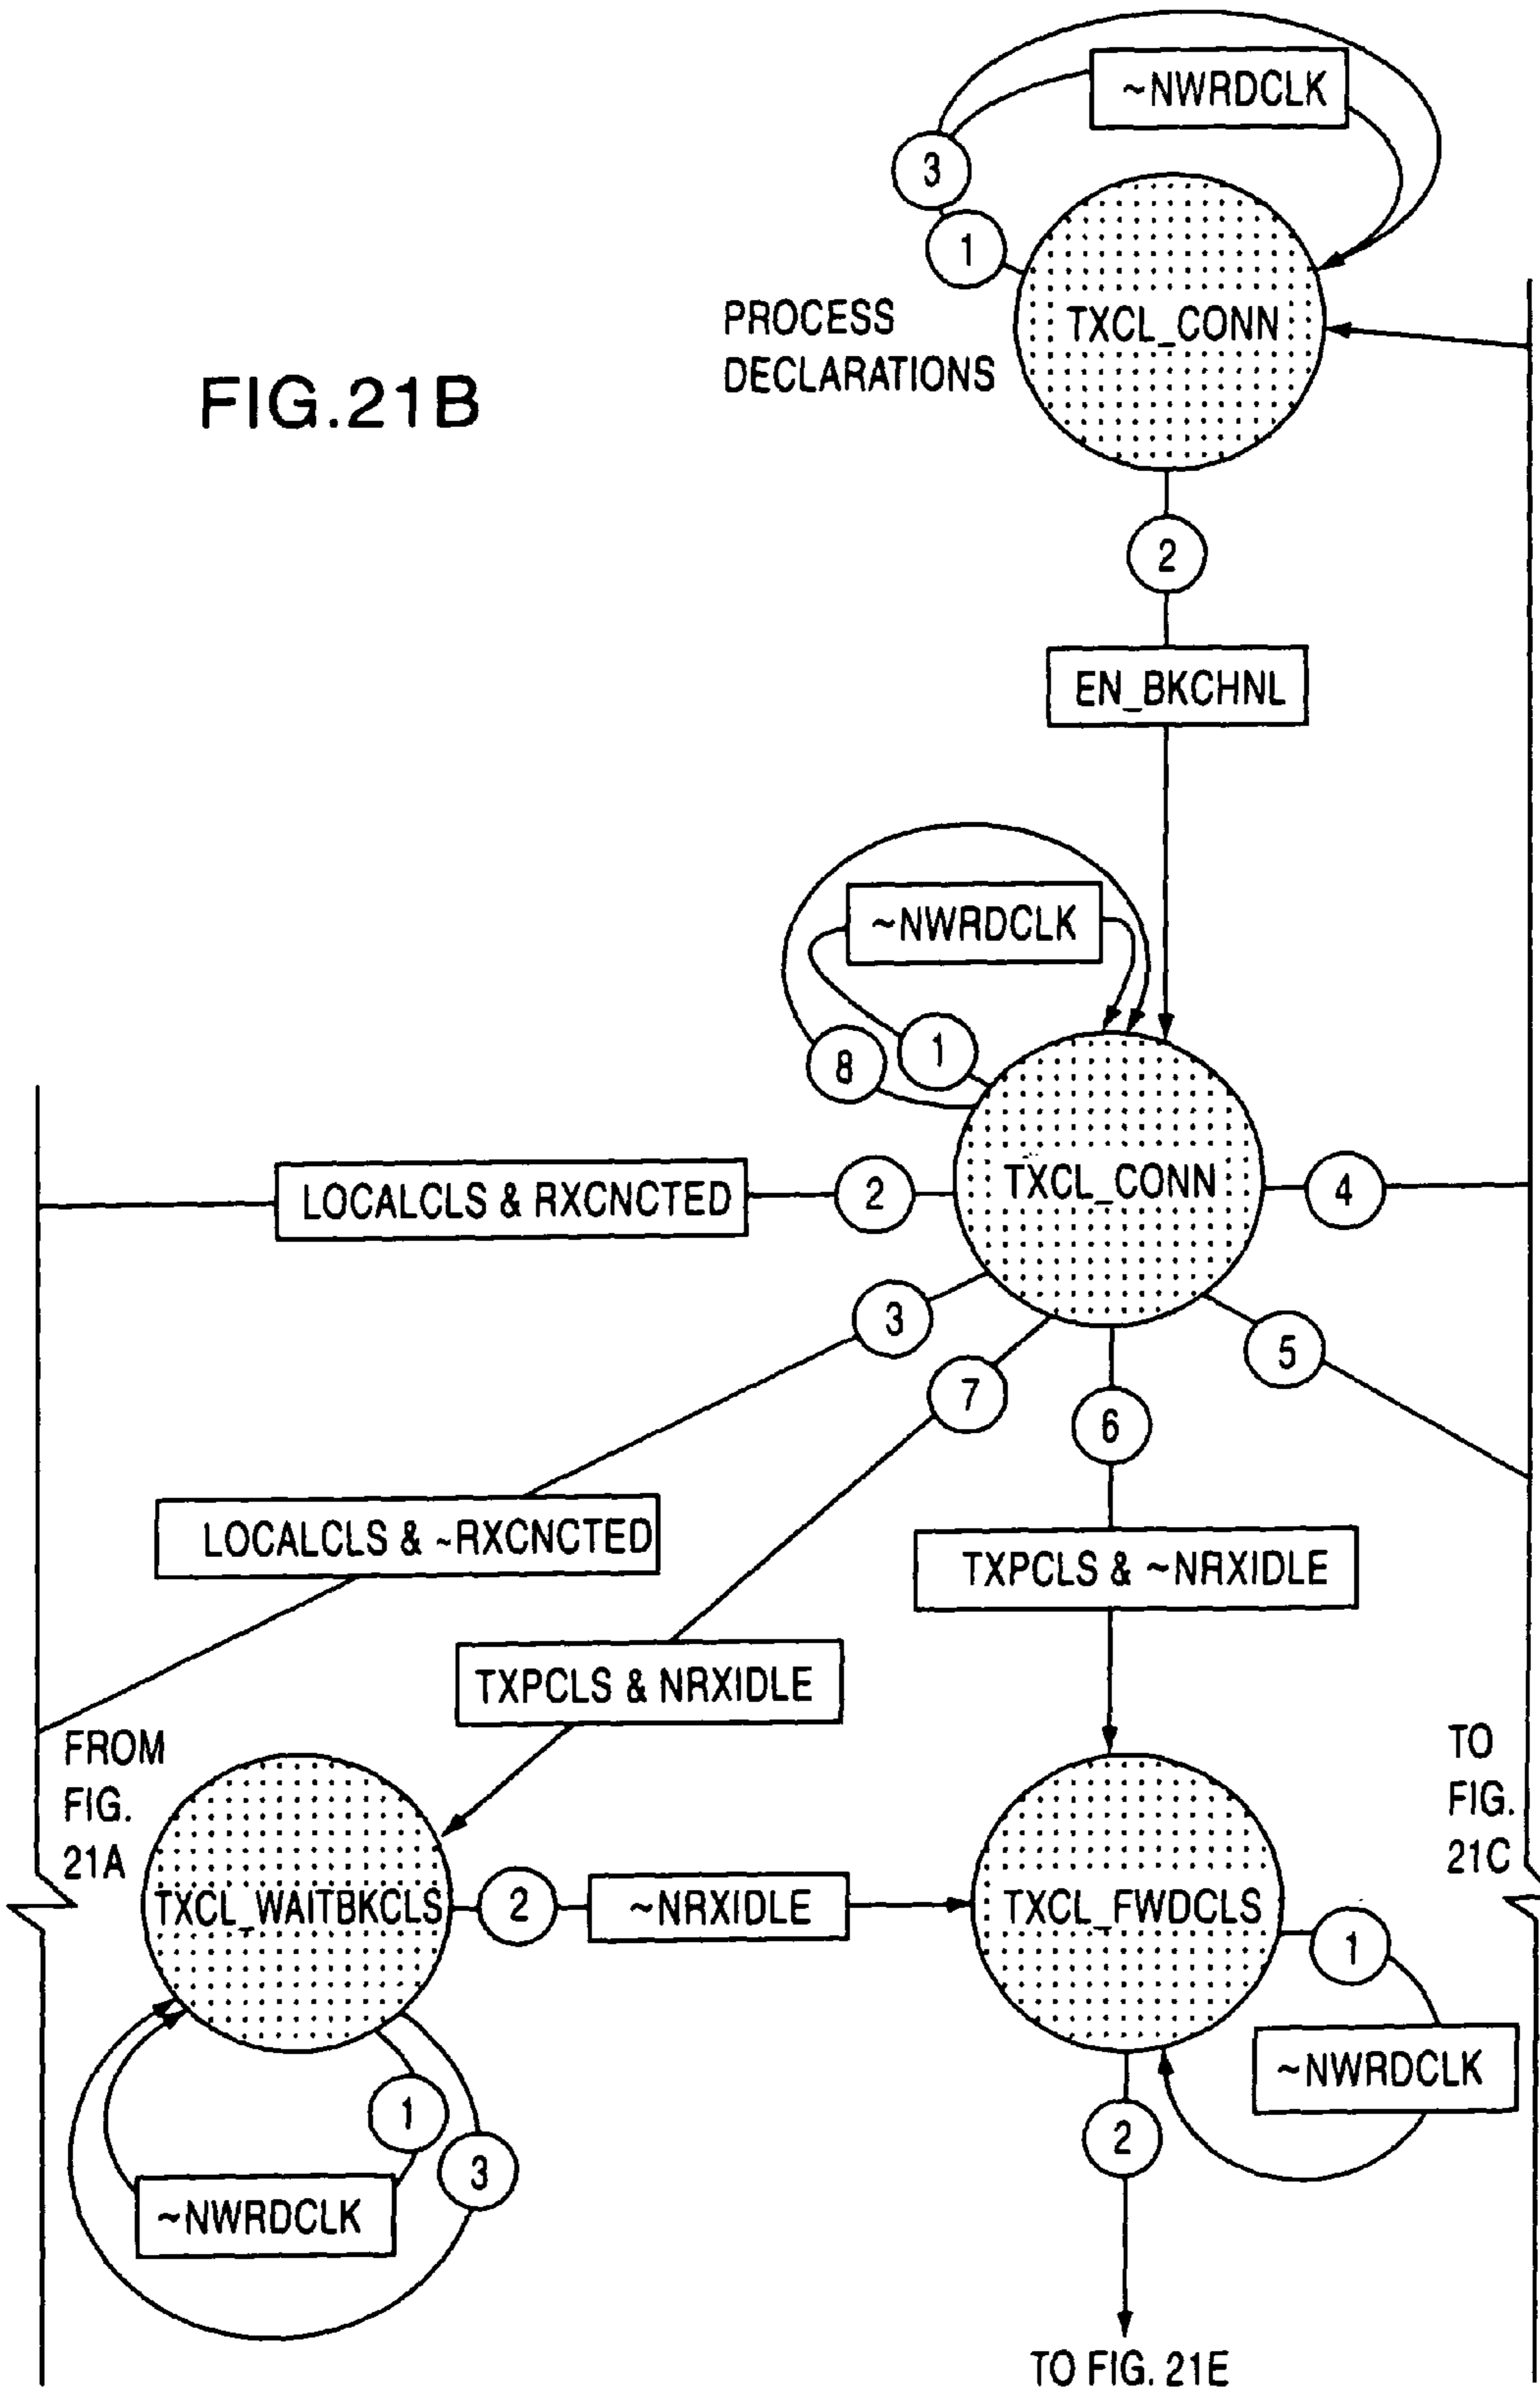 ~NWRDCLK
3
1
TXCL_CONN
PROCESS
DECLARATIONS
FIG.21B
2
EN_BKCHNL
~NWRDCLK
1
8
TXCL_CONN
4
LOCALCLS & RXCNCTED
2
3
5
7
6
LOCALCLS & ~RXCNCTED
TXPCLS & ~NRXIDLE
TXPCLS & NRXIDLE
FROM
FIG.
21A
TO
FIG.
21C
TXCL_WAITBKCLS
2
~NRXIDLE
TXCL_FWDCLS
1
~NWRDCLK
1
2
3
~NWRDCLK
TO FIG. 21E